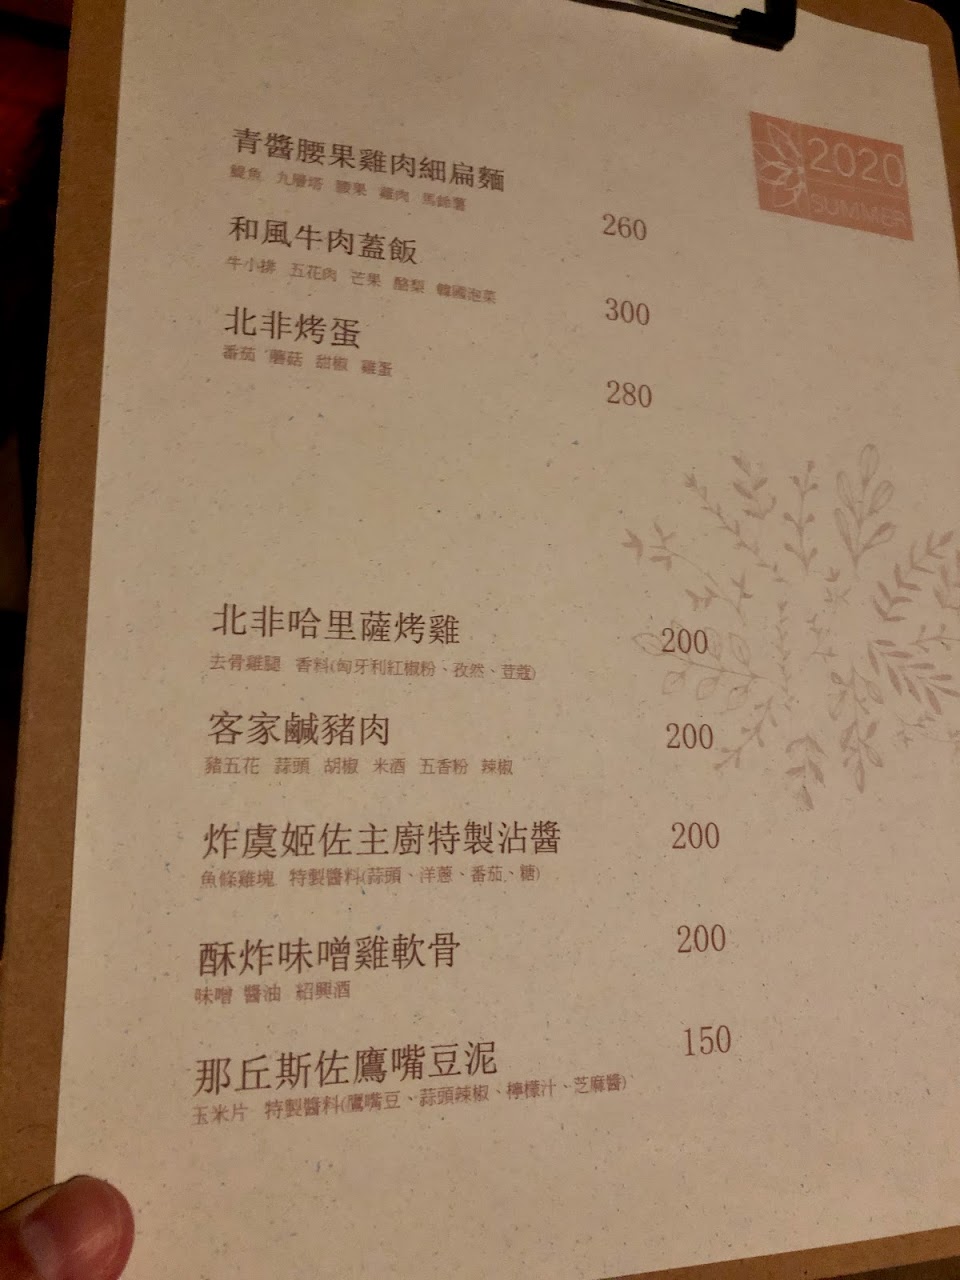 2020
SUMMER
青醬腰果雞肉細扁麵 260
鯷魚 九層塔 腰果 雞肉 馬鈴薯
和風牛肉蓋飯 300
牛小排 五花肉 芒果 酪梨 韓國泡菜
北非烤蛋 280
番茄 蘑菇 甜椒 雞蛋
北非哈里薩烤雞 200
去骨雞腿 香料(匈牙利紅椒粉、孜然、荳蔻)
客家鹹豬肉 200
豬五花 蒜頭 胡椒 米酒 五香粉 辣椒
炸虞姬佐主廚特製沾醬 200
魚條雞塊 特製醬料(蒜頭、洋蔥、番茄、糖)
酥炸味噌雞軟骨 200
味噌 醬油 紹興酒
那丘斯佐鷹嘴豆泥 150
玉米片 特製醬料(鷹嘴豆、蒜頭辣椒、檸檬汁、芝麻醬)